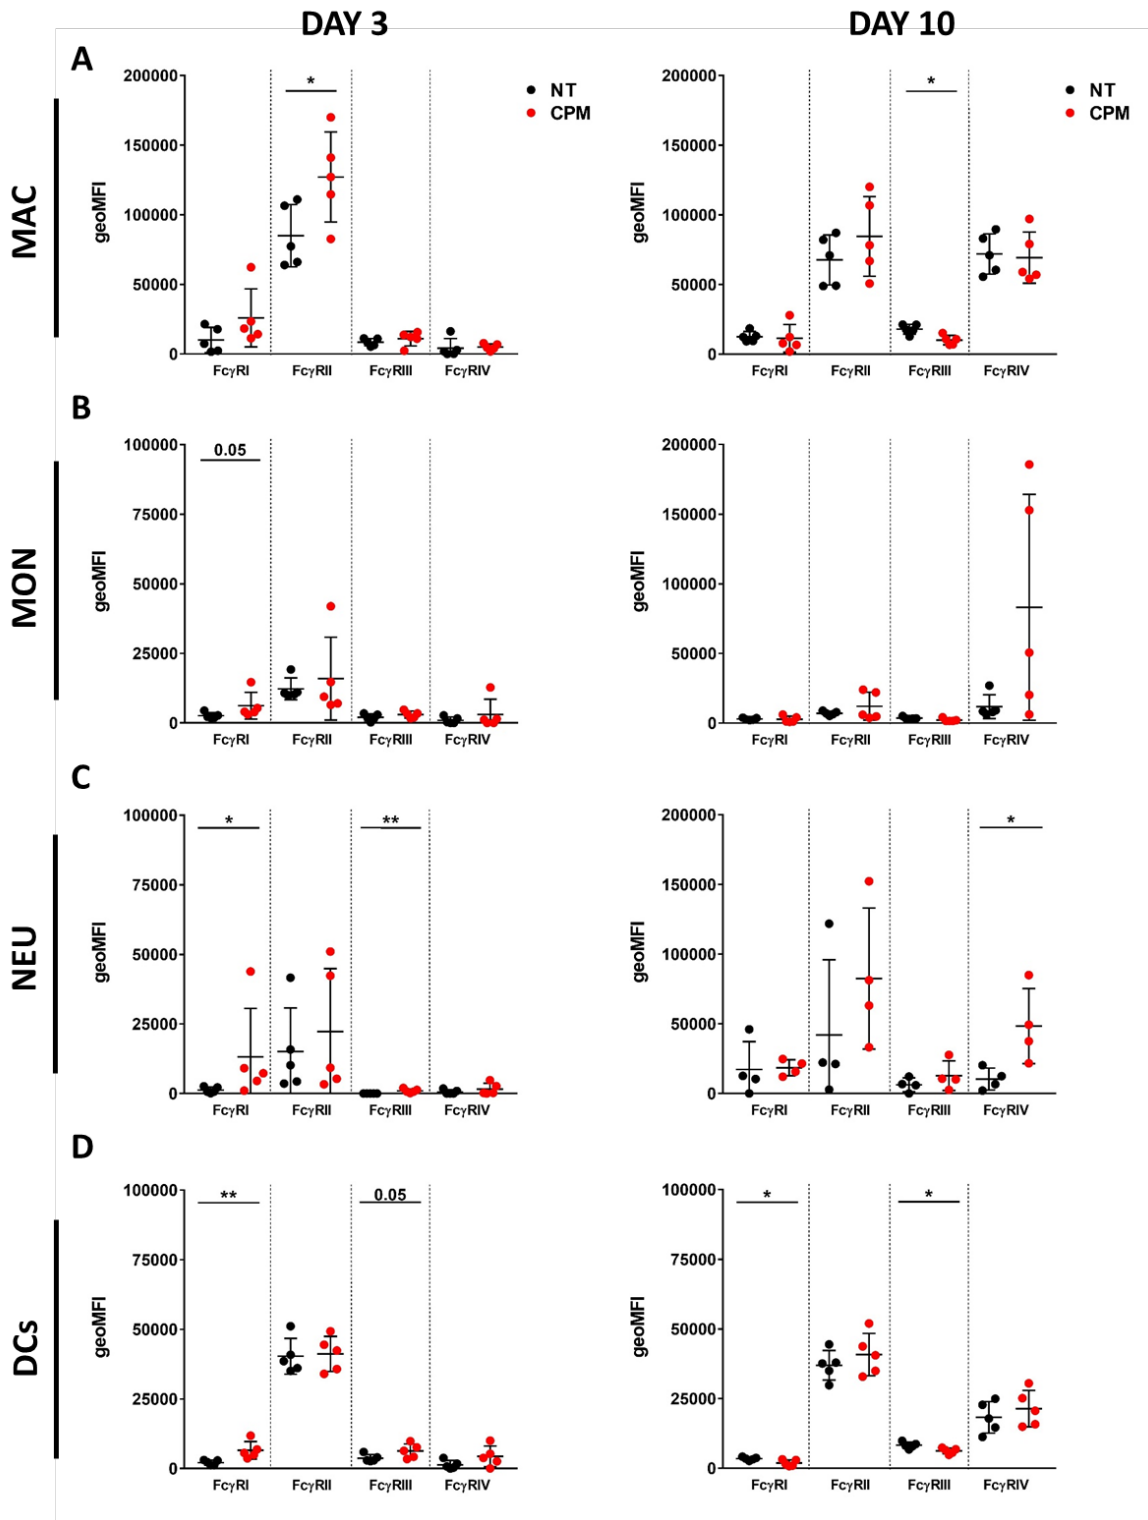 DAY 3
DAY 10
A
MAC
200000
150000
100000
50000
0
geoMFI
*
FcγRI
FcγRII
FcγRIII
FcγRIV
NT
CPM
200000
150000
100000
50000
0
geoMFI
*
FcγRI
FcγRII
FcγRIII
FcγRIV
NT
CPM
B
MON
100000
75000
50000
25000
0
geoMFI
0.05
FcγRI
FcγRII
FcγRIII
FcγRIV
200000
150000
100000
50000
0
geoMFI
FcγRI
FcγRII
FcγRIII
FcγRIV
C
NEU
100000
75000
50000
25000
0
geoMFI
*
**
FcγRI
FcγRII
FcγRIII
FcγRIV
200000
150000
100000
50000
0
geoMFI
*
FcγRI
FcγRII
FcγRIII
FcγRIV
D
DCs
100000
75000
50000
25000
0
geoMFI
**
0.05
FcγRI
FcγRII
FcγRIII
FcγRIV
100000
75000
50000
25000
0
geoMFI
*
*
FcγRI
FcγRII
FcγRIII
FcγRIV